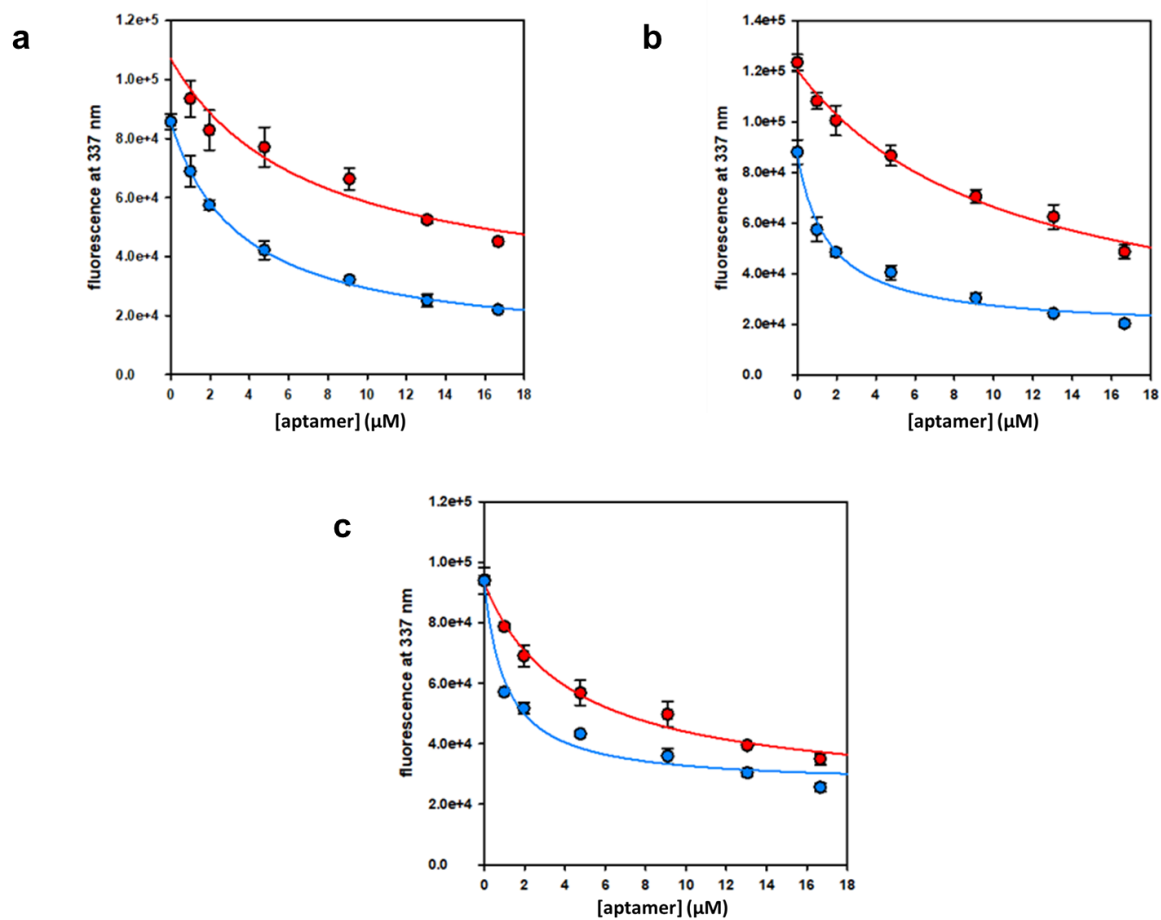 a
fluorescence at 337 nm
1.2e+5
1.0e+5
8.0e+4
6.0e+4
4.0e+4
2.0e+4
0.0
0 2 4 6 8 10 12 14 16 18
[aptamer] (µM)
b
fluorescence at 337 nm
1.4e+5
1.2e+5
1.0e+5
8.0e+4
6.0e+4
4.0e+4
2.0e+4
0.0
0 2 4 6 8 10 12 14 16 18
[aptamer] (µM)
c
fluorescence at 337 nm
1.2e+5
1.0e+5
8.0e+4
6.0e+4
4.0e+4
2.0e+4
0.0
0 2 4 6 8 10 12 14 16 18
[aptamer] (µM)